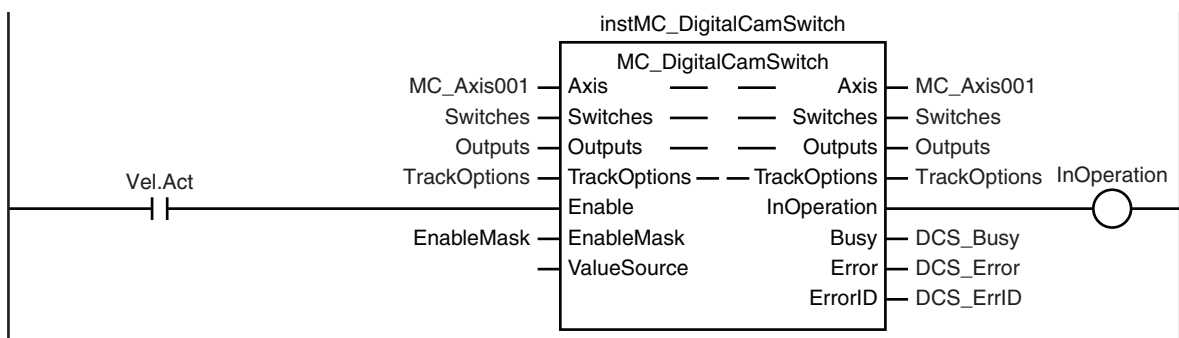 instMC_DigitalCamSwitch
MC_DigitalCamSwitch
MC_Axis001 Axis Axis MC_Axis001
Switches Switches Switches Switches
Outputs Outputs Outputs Outputs
Vel.Act TrackOptions TrackOptions TrackOptions TrackOptions InOperation
Enable InOperation
EnableMask EnableMask Busy DCS_Busy
ValueSource Error DCS_Error
ErrorID DCS_ErrID